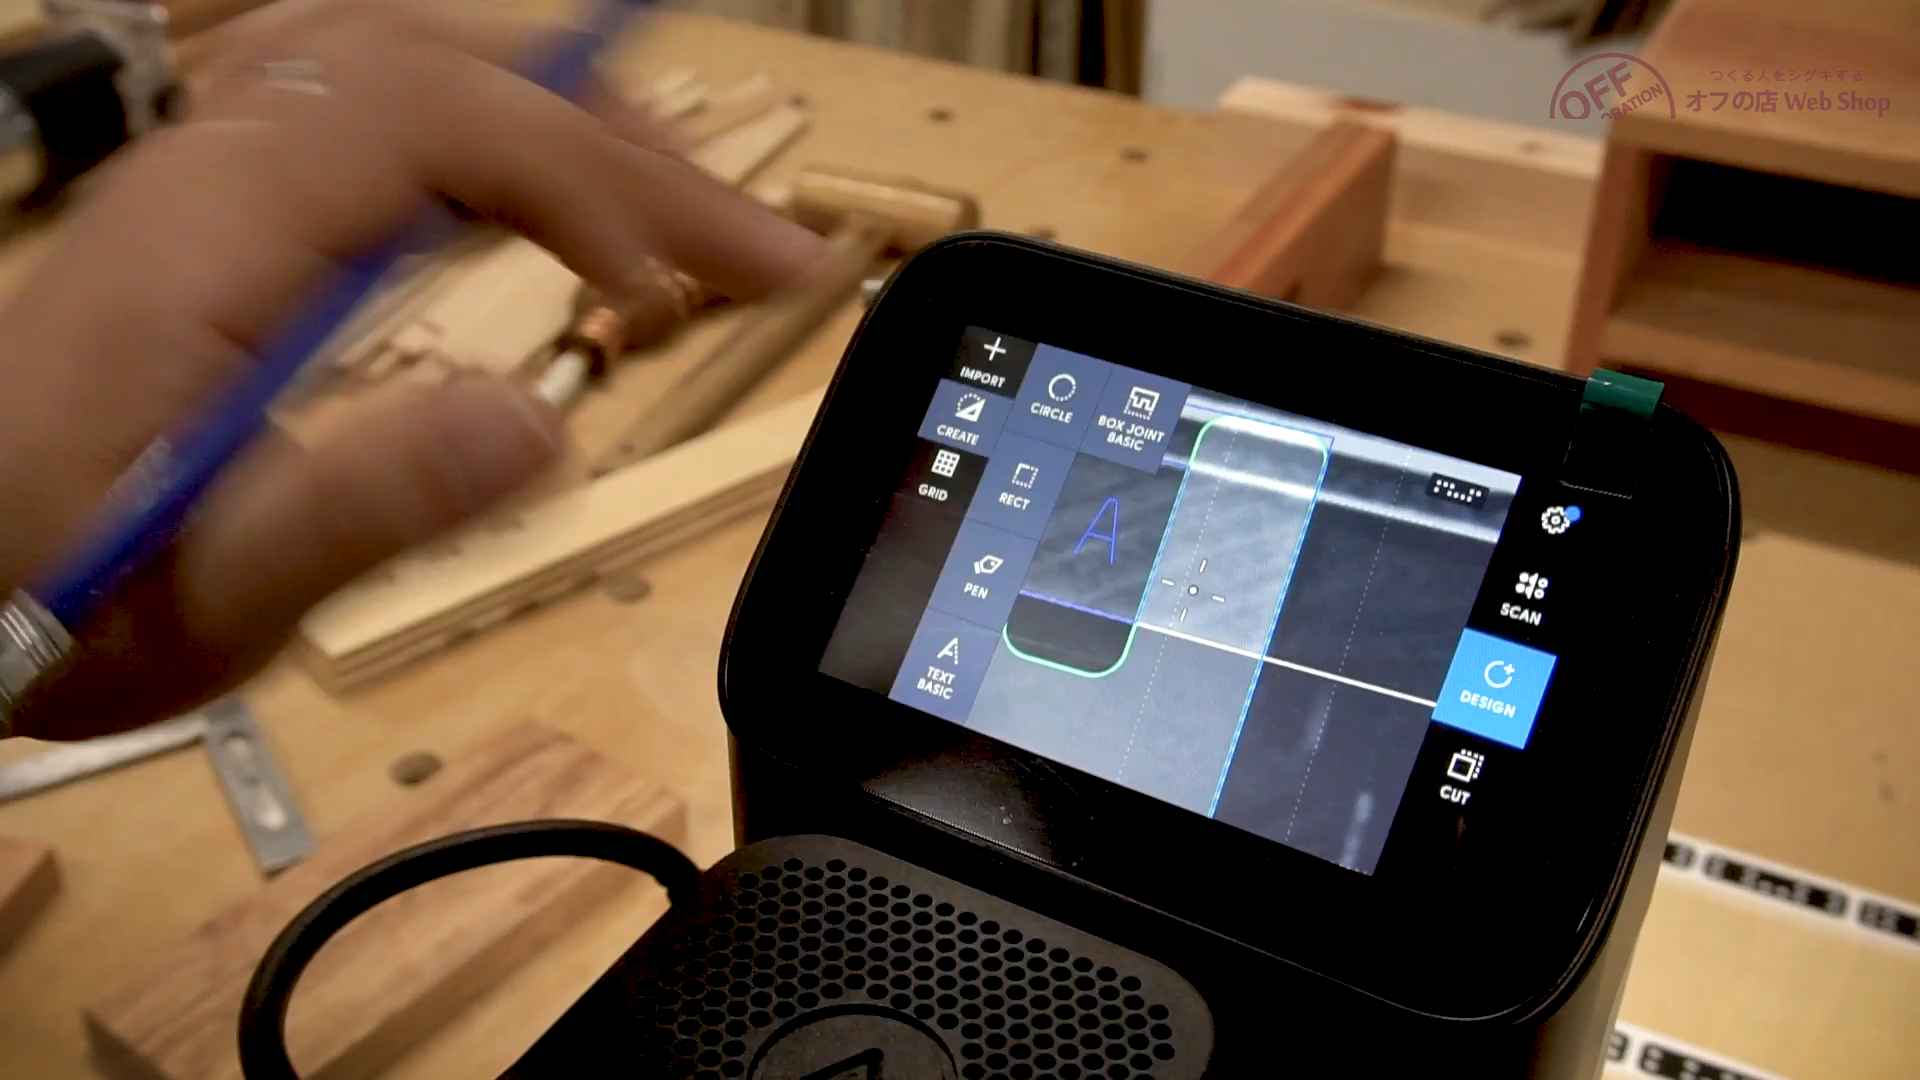 つくる人をシゲキする
OFF
オフの店 Web Shop
IMPORT
CIRCLE
BOX JOINT
BASIC
CREATE
RECT
GRID
A
PEN
TEXT
BASIC
SCAN
DESIGN
CUT